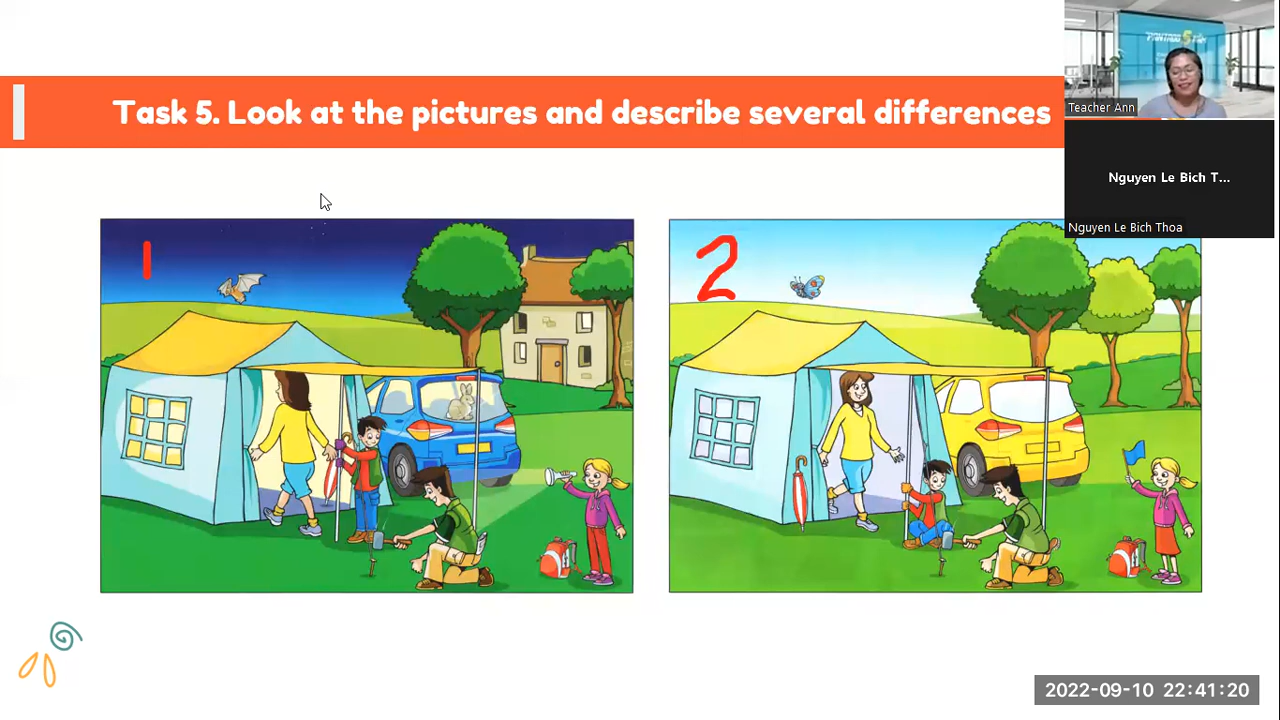 Task 5. Look at the pictures and describe several differences
Teacher Ann
Nguyen Le Bich T...
Nguyen Le Bich Thoa
1
2
2022-09-10 22:41:20